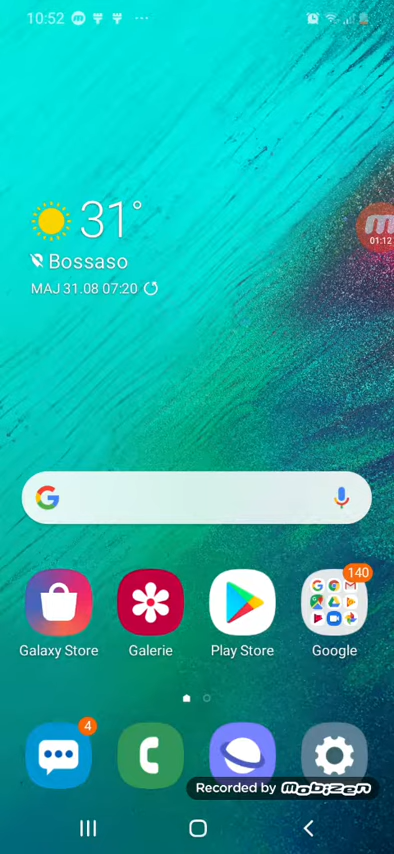 10:52
01:12
31°
Bossaso
MAJ 31.08 07:20
140
Galaxy Store
Galerie
Play Store
Google
4
Recorded by mobizen